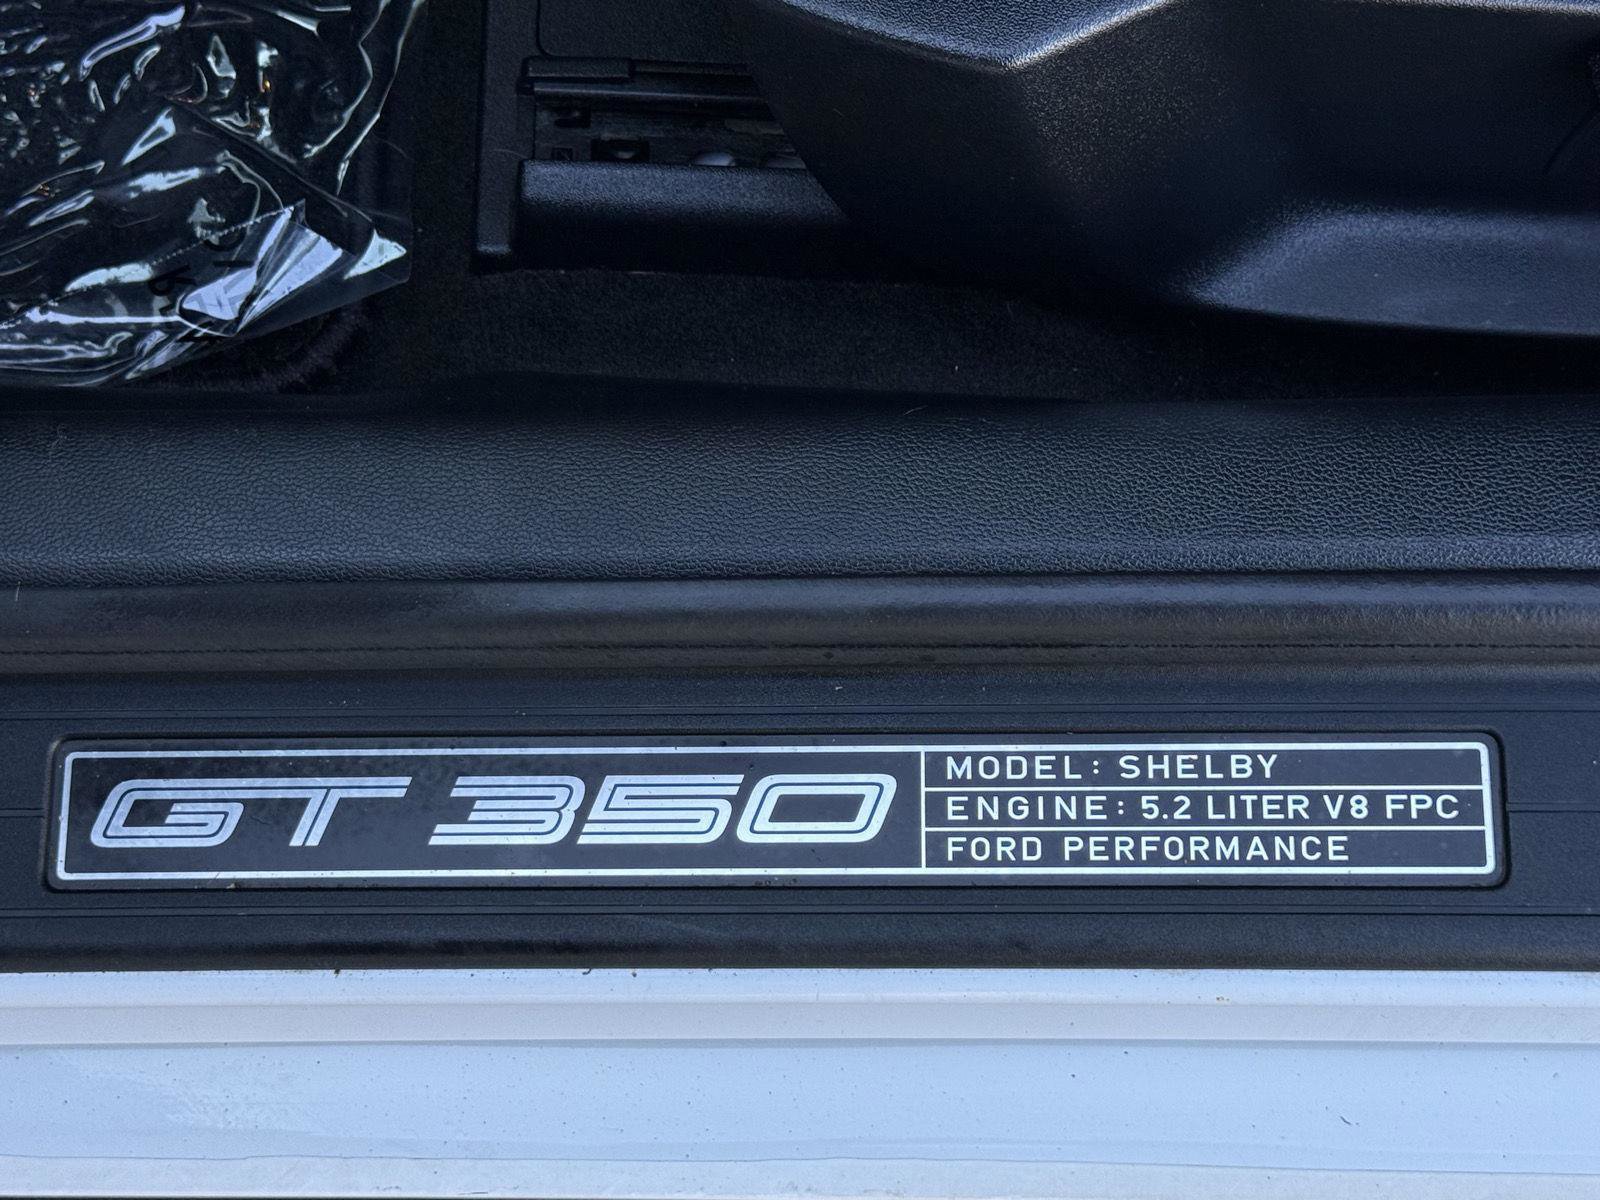 GT 350
MODEL: SHELBY
ENGINE: 5.2 LITER V8 FPC
FORD PERFORMANCE